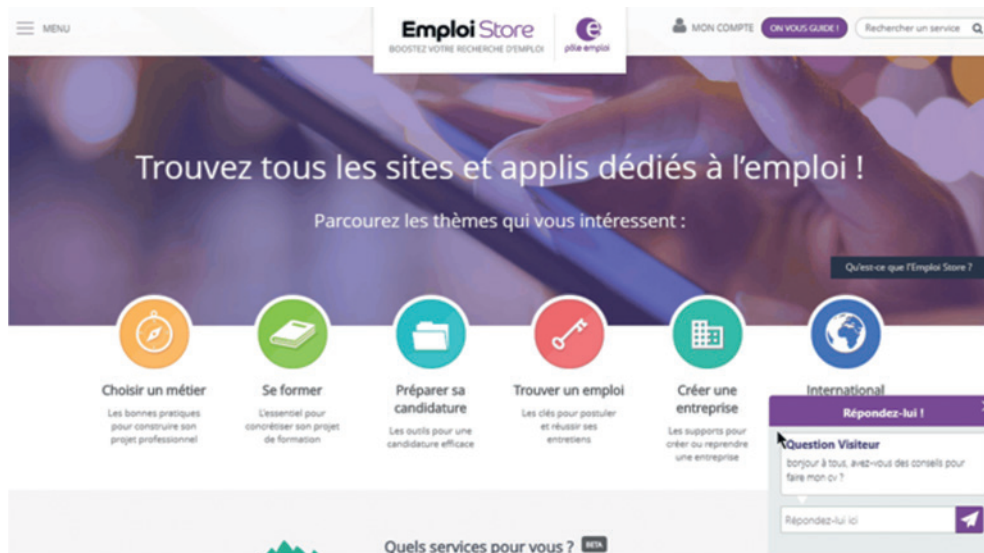 MENU
Emploi Store
BOOSTEZ VOTRE RECHERCHE D'EMPLOI
pôle emploi
MON COMPTE
ON VOUS GUIDE !
Rechercher un service
Trouvez tous les sites et applis dédiés à l'emploi !
Parcourez les thèmes qui vous intéressent :
Qu'est-ce que l'Emploi Store ?
Choisir un métier
Les bonnes pratiques
pour construire son
projet professionnel
Se former
L'essentiel pour
concrétiser son projet
de formation
Préparer sa
candidature
Les outils pour une
candidature efficace
Trouver un emploi
Les clés pour postuler
et réussir ses
entretiens
Créer une
entreprise
Les supports pour
créer ou reprendre
une entreprise
International
Répondez-lui !
Question Visiteur
bonjour à tous, avez-vous des conseils pour
faire mon cv ?
Répondez-lui ici
Quels services pour vous ? BETA